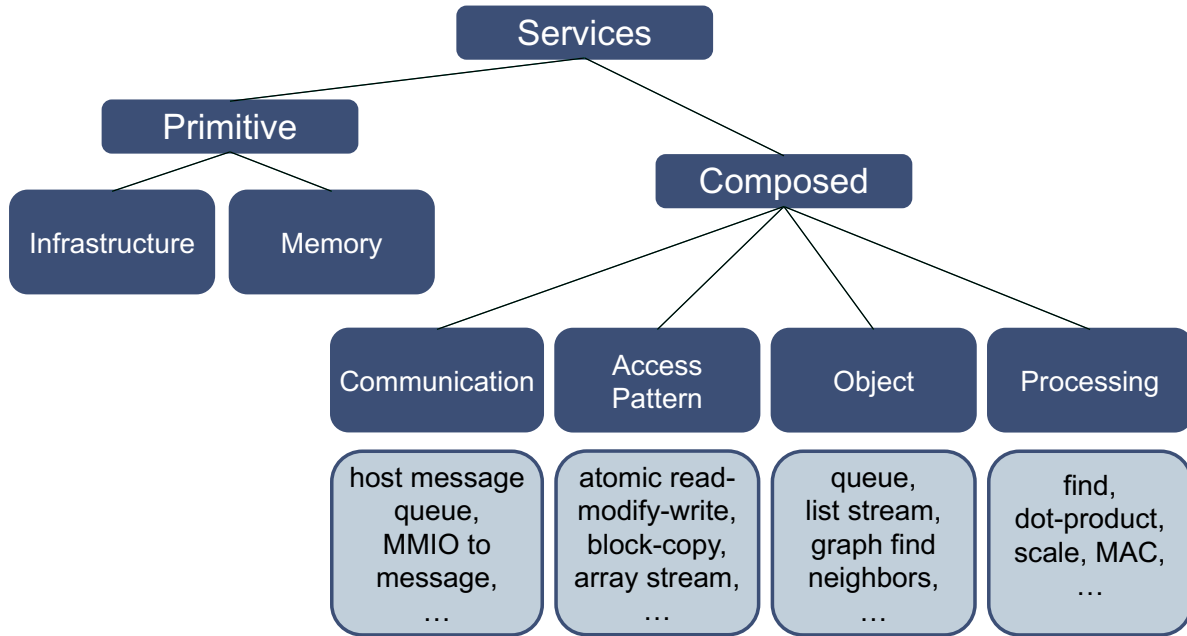 Services
Primitive
Composed
Infrastructure
Memory
Communication
Access
Pattern
Object
Processing
host message
queue,
MMIO to
message,
...
atomic read-
modify-write,
block-copy,
array stream,
...
queue,
list stream,
graph find
neighbors,
...
find,
dot-product,
scale, MAC,
...